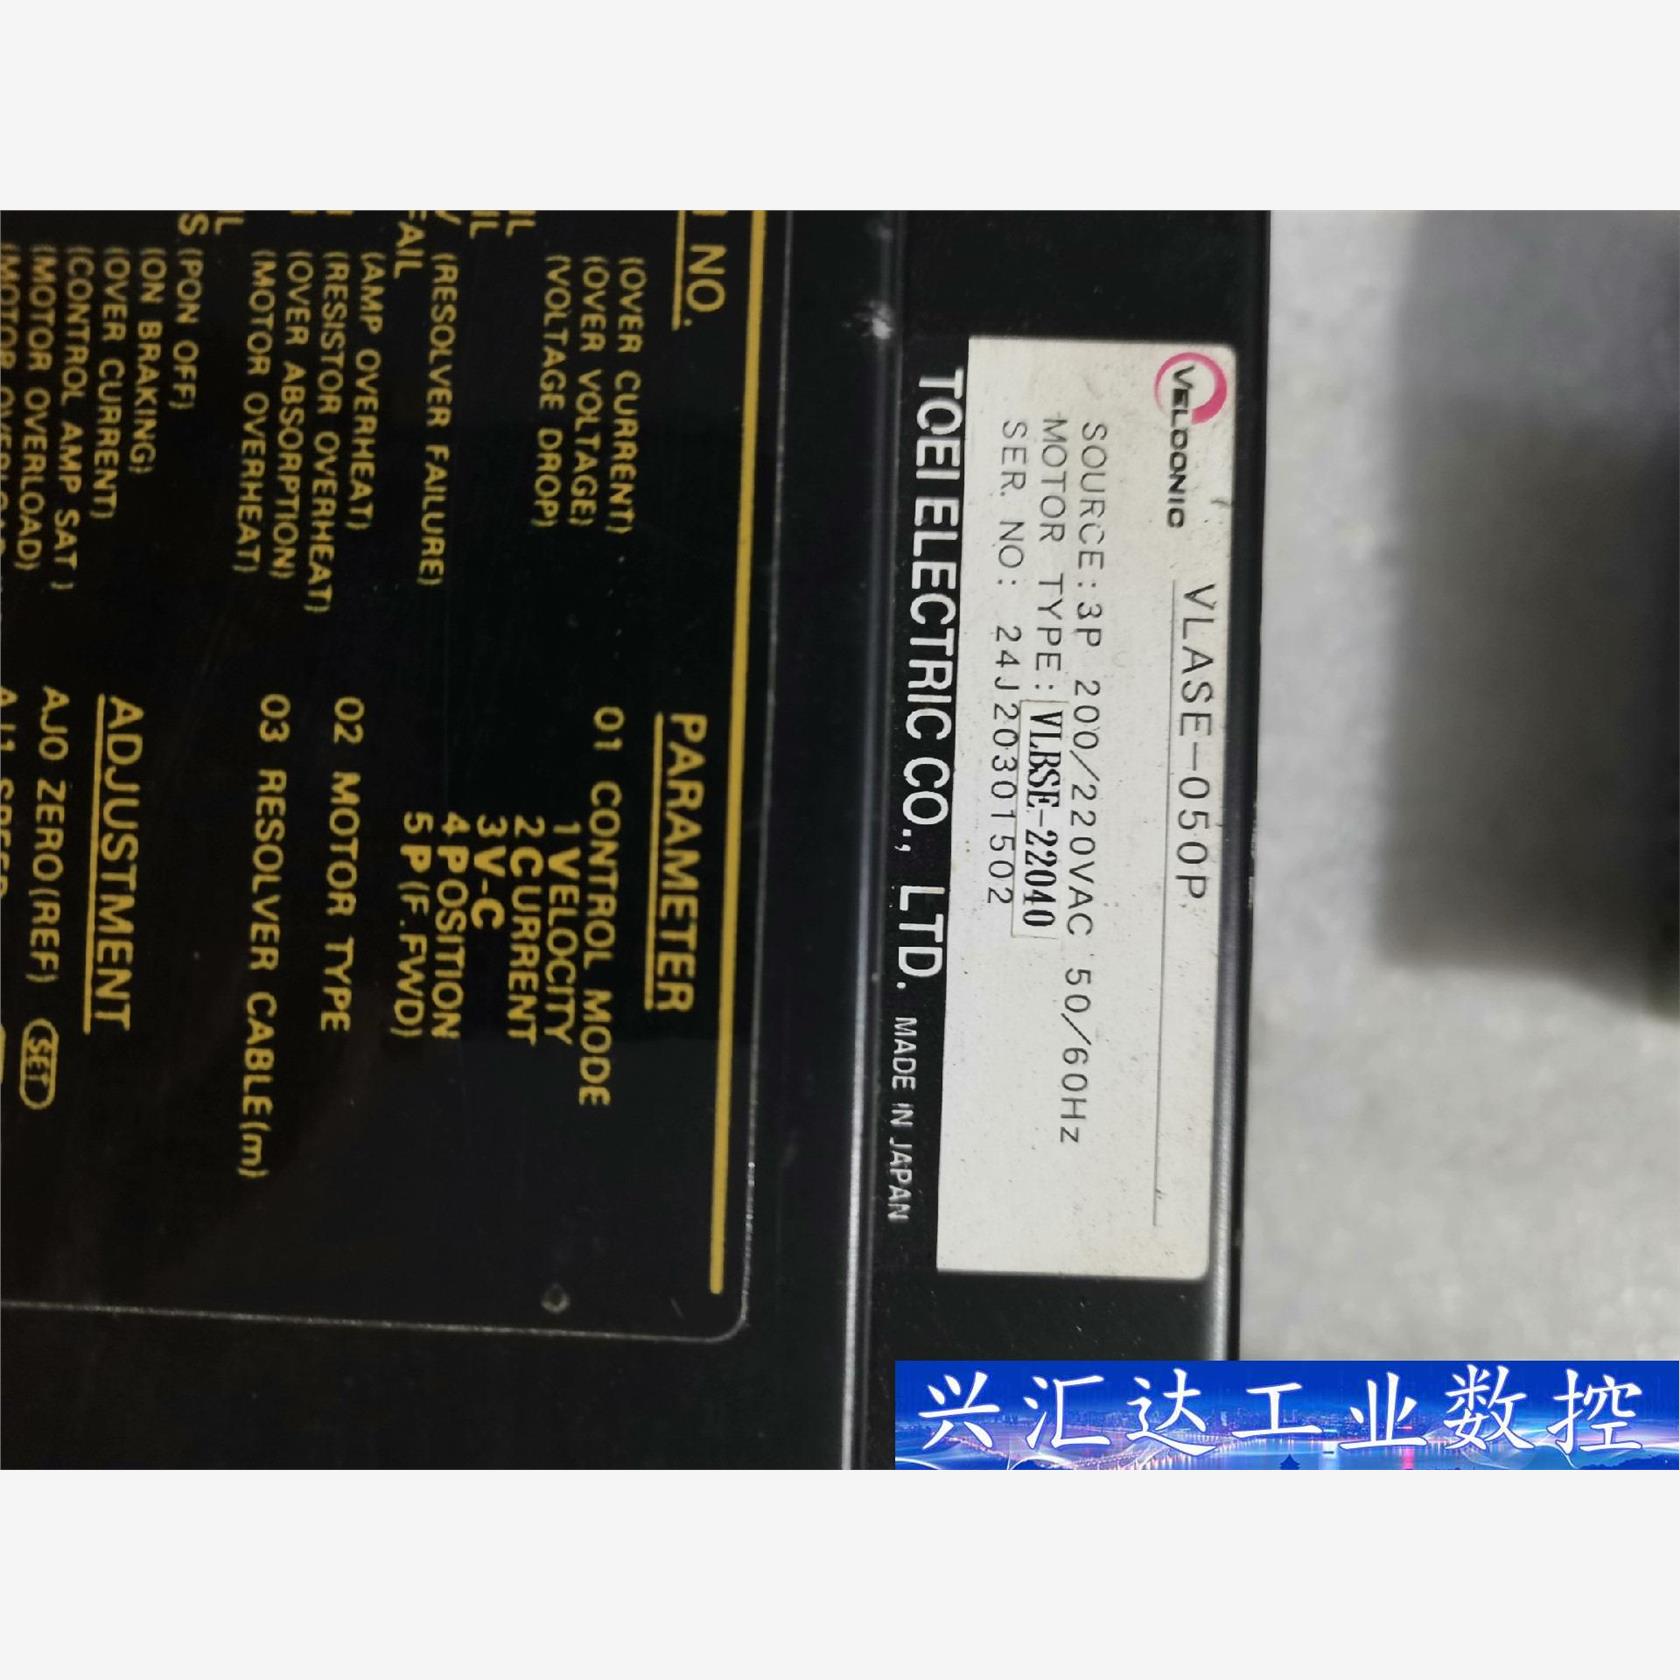 VELDONIC VLASE-050P
SOURCE:3P 200/220VAC 50/60Hz
MOTOR TYPE: VLBSE-22040
SER. NO: 24J20301502
TOEI ELECTRIC CO., LTD. MADE IN JAPAN
NO.
(OVER CURRENT)
(OVER VOLTAGE)
(VOLTAGE DROP)
(RESOLVER FAILURE)
FAIL
(AMP OVERHEAT)
(RESISTOR OVERHEAT)
(OVER ABSORPTION)
(MOTOR OVERHEAT)
(PON OFF)
(ON BRAKING)
(OVER CURRENT)
(CONTROL AMP SAT)
(MOTOR OVERLOAD)
PARAMETER
01 CONTROL MODE
1 VELOCITY
2 CURRENT
3 V-C
4 POSITION
5 P(F.FWD)
02 MOTOR TYPE
03 RESOLVER CABLE(m)
ADJUSTMENT
AJ0 ZERO(REF) SET
兴汇达工业数控